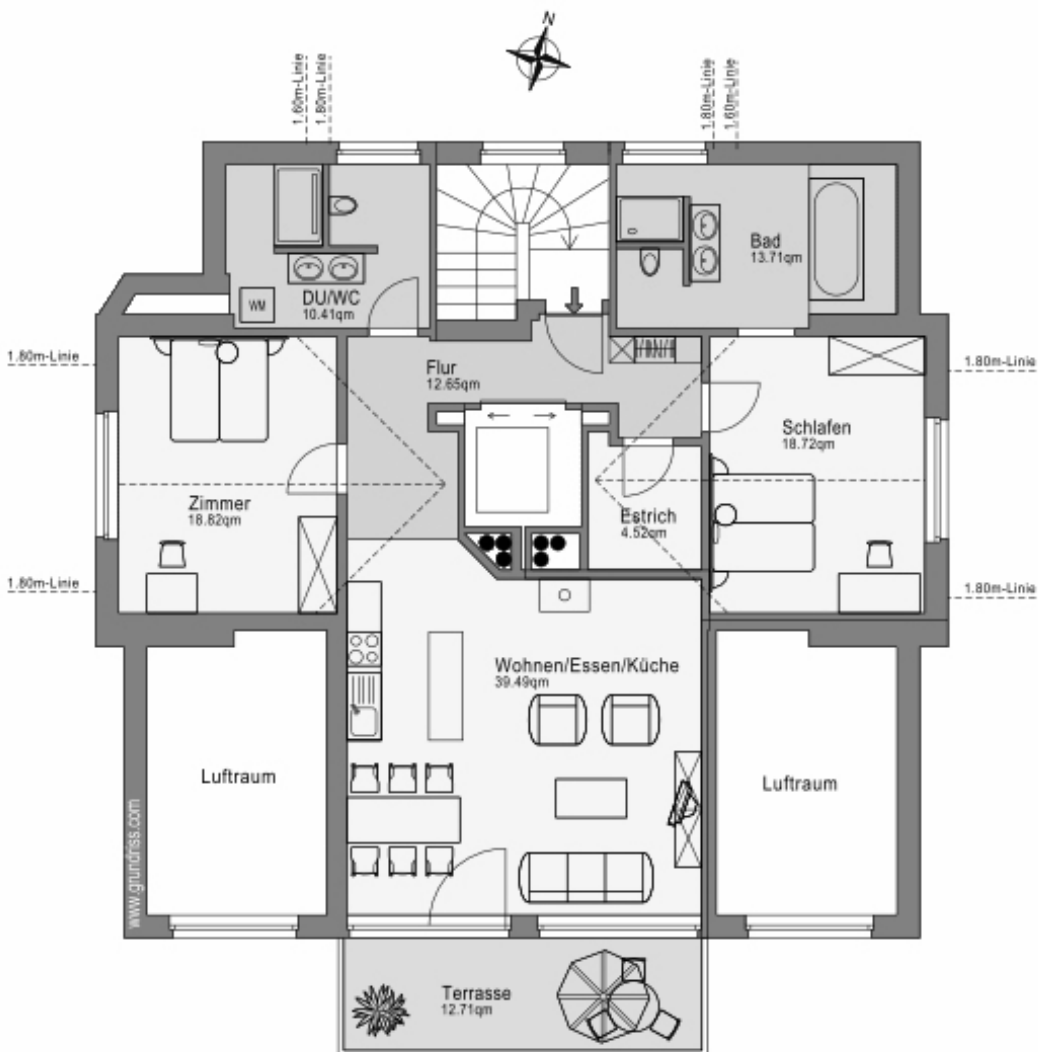 N
1.60m-Linie
1.80m-Linie
1.80m-Linie
1.60m-Linie
Bad
13.71qm
WM
DU/WC
10.41qm
1.80m-Linie
Flur
12.65qm
1.80m-Linie
Schlafen
18.72qm
Zimmer
18.82qm
Estrich
4.52qm
1.80m-Linie
1.80m-Linie
Wohnen/Essen/Küche
39.49qm
Luftraum
Luftraum
www.grundriss.com
Terrasse
12.71qm